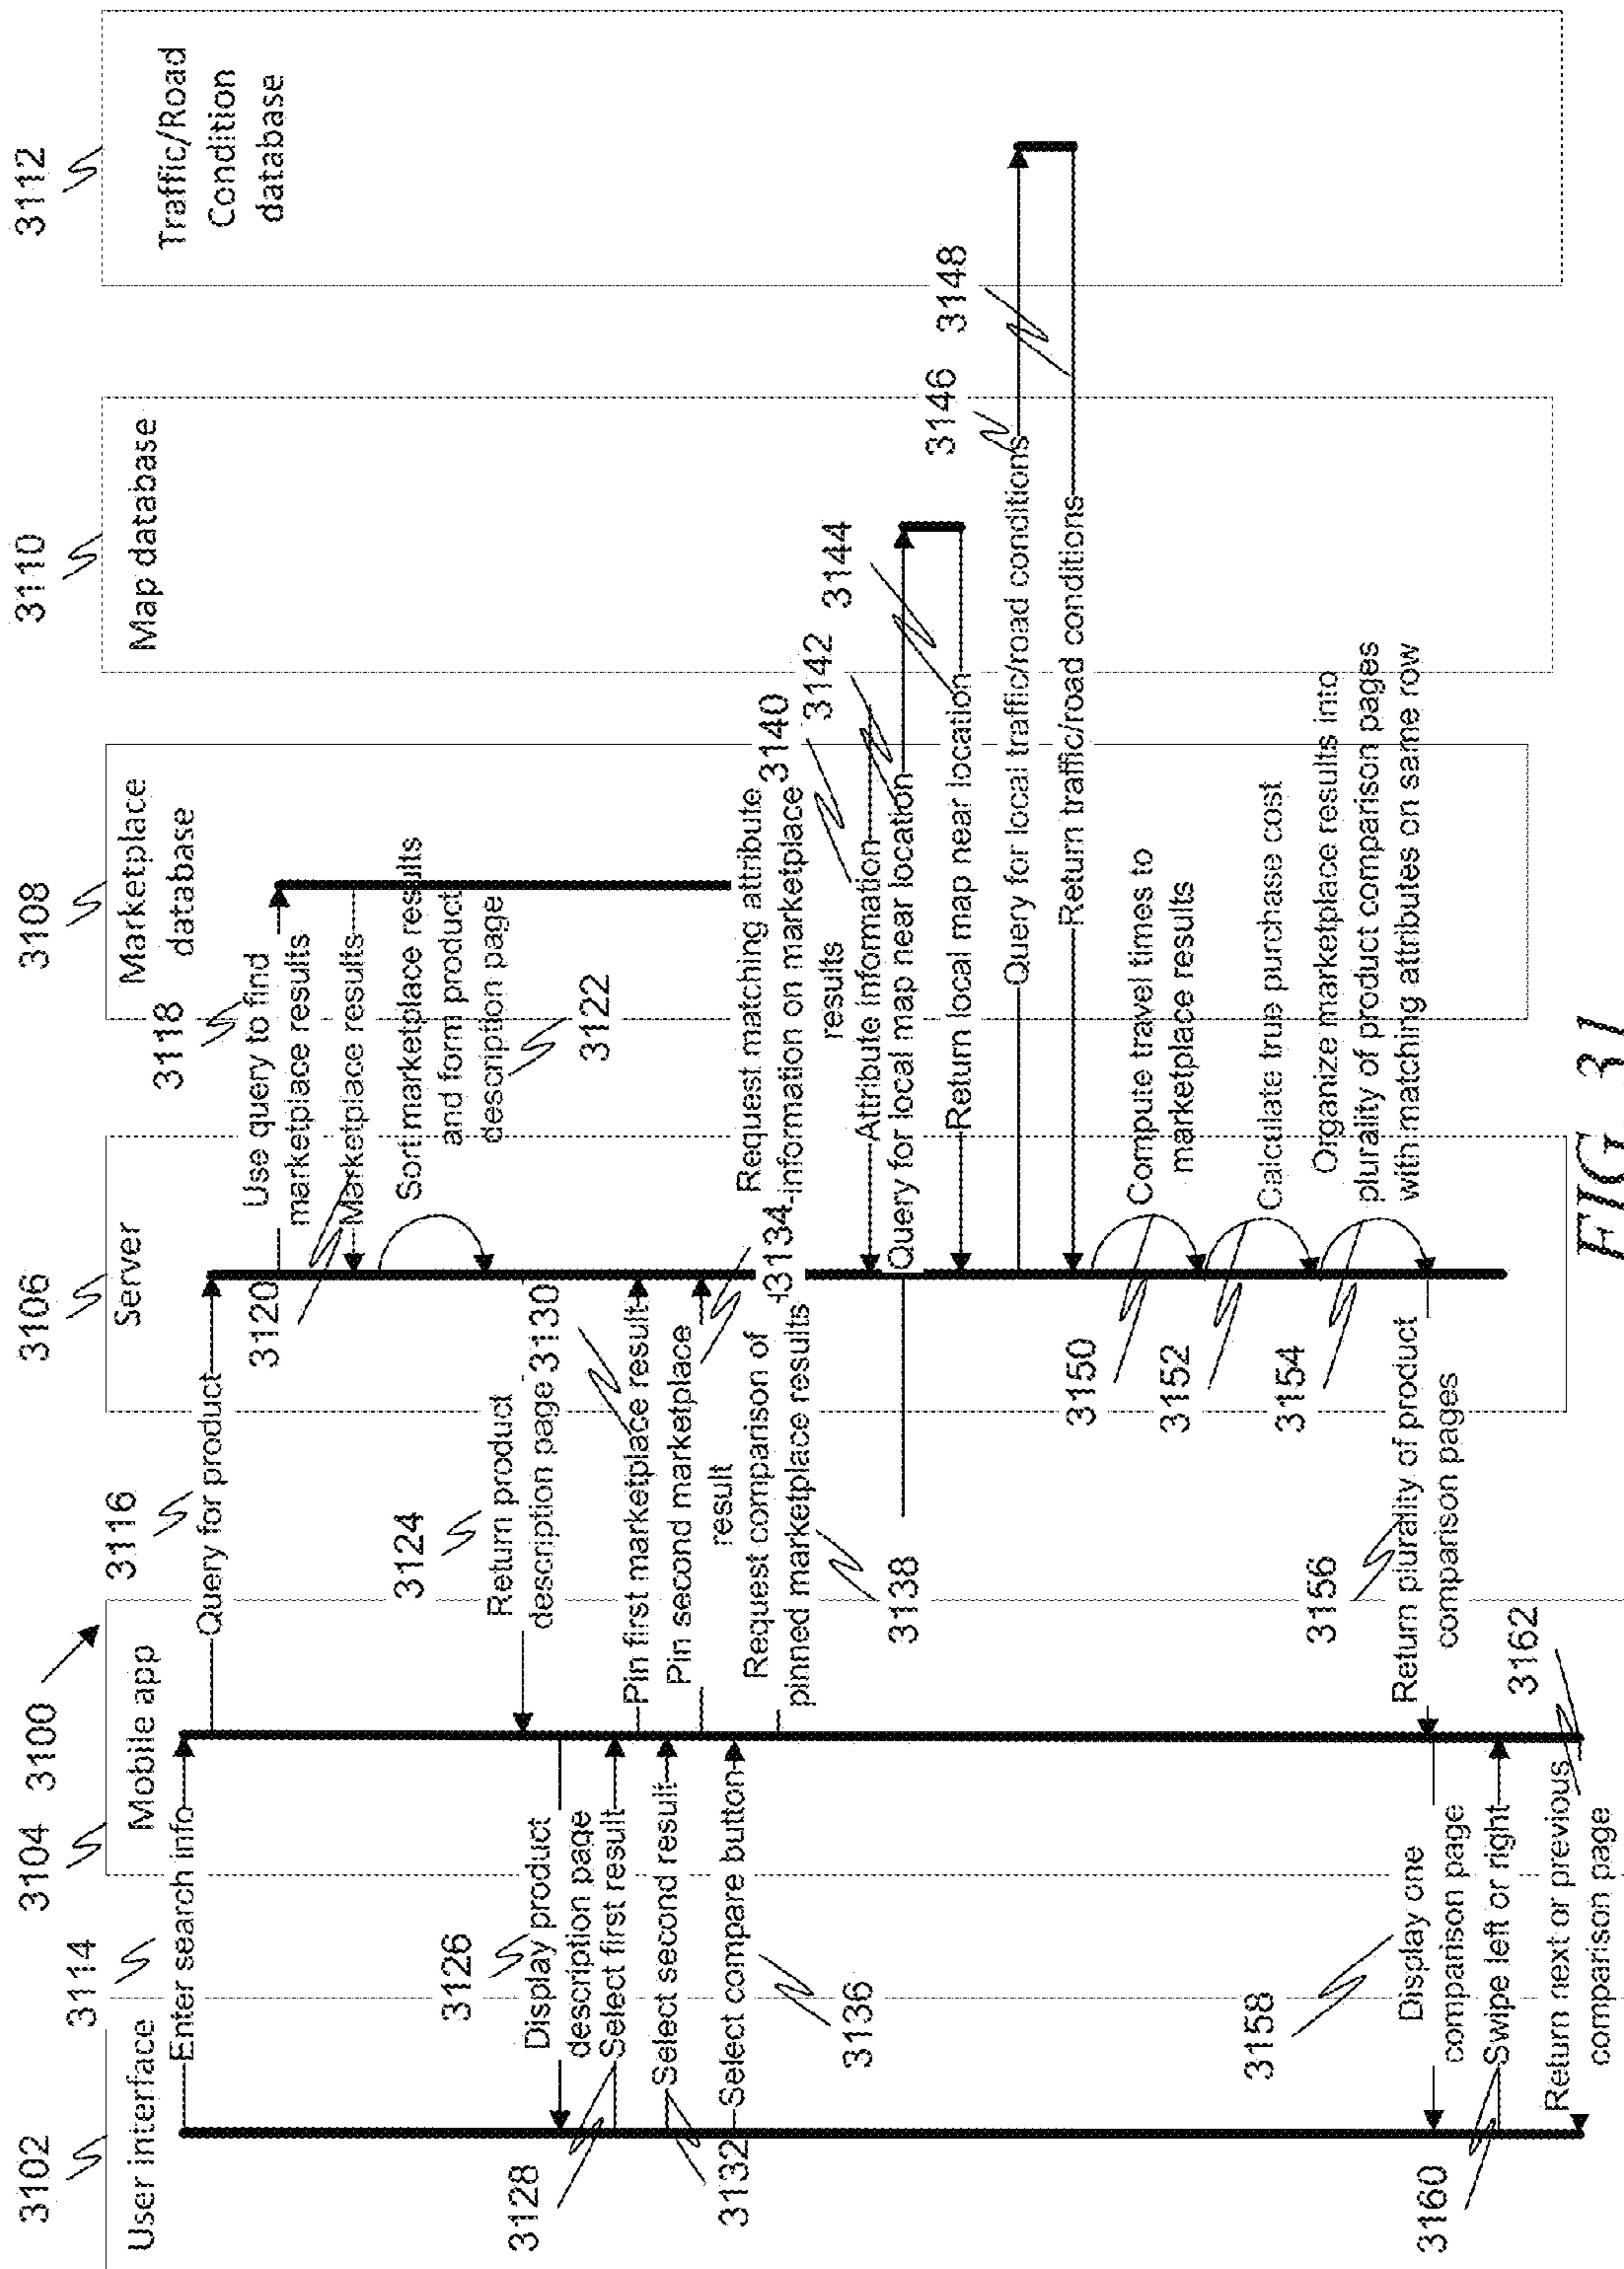 3100
3102
User interface
3104
Mobile app
3106
Server
3108
Marketplace
database
3110
Map database
3112
Traffic/Road
Condition
database
3114
Enter search info
3116
Query for product
3118
Use query to find
marketplace results
3120
Marketplace results
Sort marketplace results
and form product
description page
3122
3124
Return product
description page
3126
Display product
description page
3128
Select first result
3130
Pin first marketplace result
3132
Select second result
3134
Pin second marketplace
result
3136
Select compare button
3138
Request comparison of
pinned marketplace results
3134
Request matching attribute
information on marketplace
results
3140
Attribute information
3142
Query for local map near location
3144
Return local map near location
3146
Query for local traffic/road conditions
3148
Return traffic/road conditions
3150
Compute travel times to
marketplace results
3152
Calculate true purchase cost
3154
Organize marketplace results into
plurality of product comparison pages
with matching attributes on same row
3156
Return plurality of product
comparison pages
3158
Display one
comparison page
3160
Swipe left or right
3162
Return next or previous
comparison page
FIG. 31